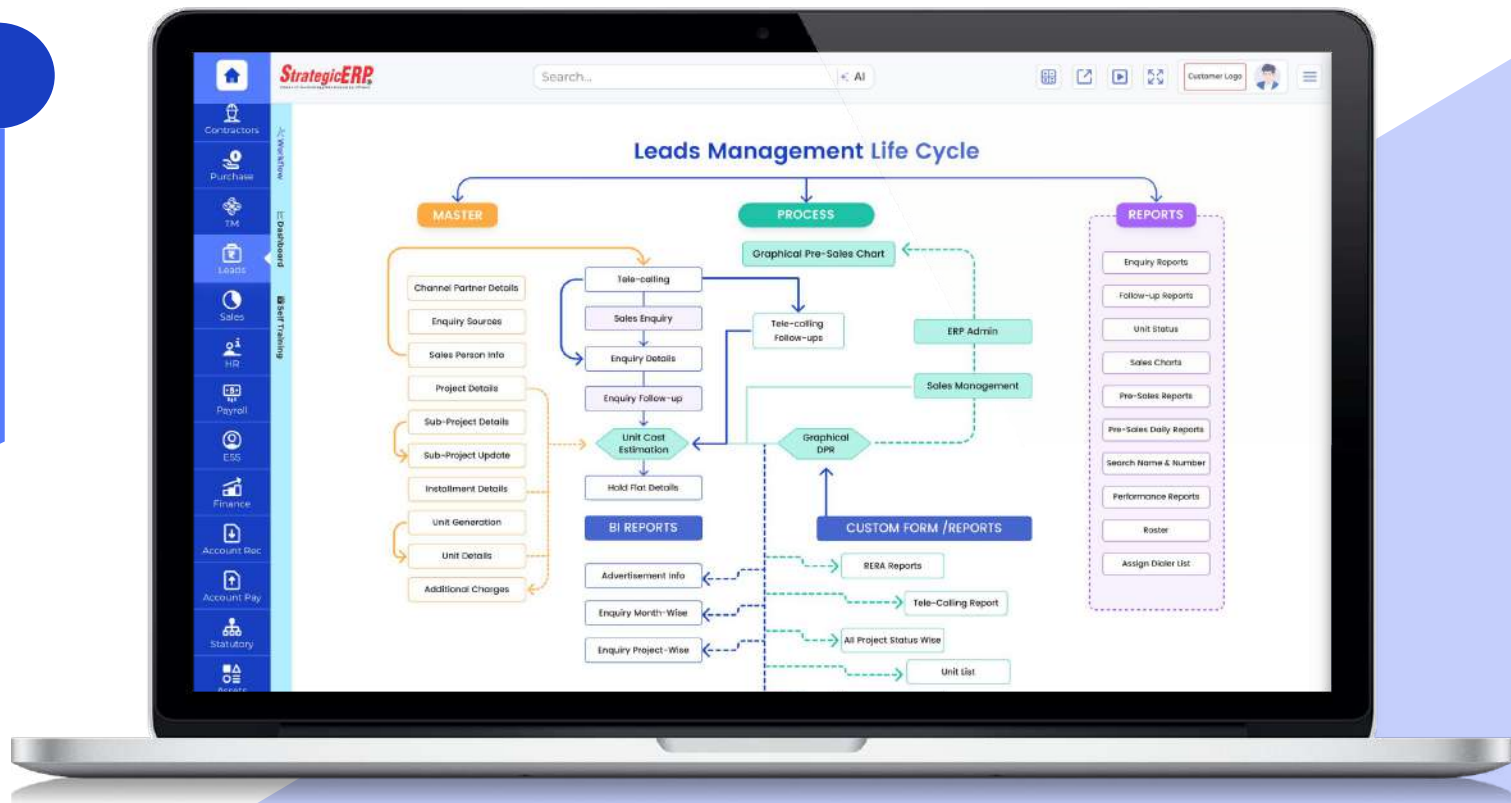 StrategicERP
Search...
AI
Customer Logo
Contractors
Purchase
TM
Leads
Sales
HR
Payroll
ESS
Finance
Account Rec
Account Pay
Statutory
Assets
Workflow
Dashboard
Self Training
Leads Management Life Cycle
MASTER
Channel Partner Details
Enquiry Sources
Sales Person Info
Project Details
Sub-Project Details
Sub-Project Update
Installment Details
Unit Generation
Unit Details
Additional Charges
PROCESS
Graphical Pre-Sales Chart
Tele-calling
Sales Enquiry
Enquiry Details
Enquiry Follow-up
Unit Cost
Estimation
Hold Flat Details
Tele-calling
Follow-ups
ERP Admin
Sales Management
Graphical
DPR
BI REPORTS
Advertisement Info
Enquiry Month-Wise
Enquiry Project-Wise
CUSTOM FORM /REPORTS
RERA Reports
Tele-Calling Report
All Project Status Wise
Unit List
REPORTS
Enquiry Reports
Follow-up Reports
Unit Status
Sales Charts
Pre-Sales Reports
Pre-Sales Daily Reports
Search Name & Number
Performance Reports
Roster
Assign Dialer List